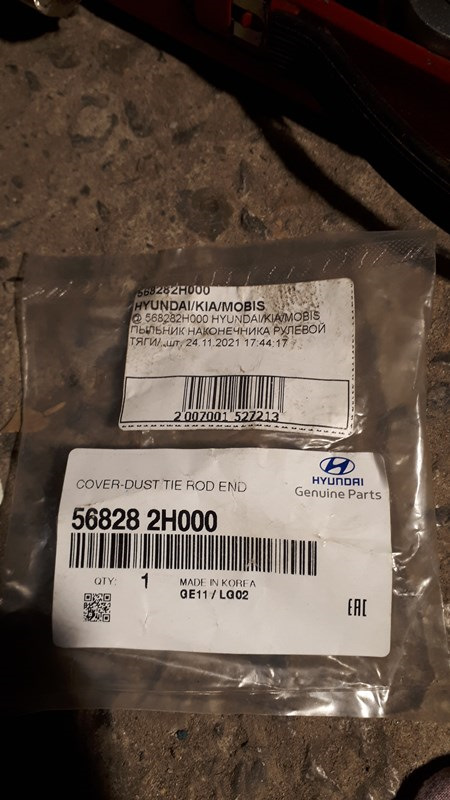 568282H000
HYUNDAI/KIA/MOBIS
568282H000 HYUNDAI/KIA/MOBIS
ПЫЛЬНИК НАКОНЕЧНИКА РУЛЕВОЙ
ТЯГИ/ шт, 24.11.2021 17:44:17
2 007001 527213
COVER-DUST TIE ROD END
HYUNDAI
Genuine Parts
56828 2H000
QTY: 1 MADE IN KOREA
GE11 / LG02
EAC